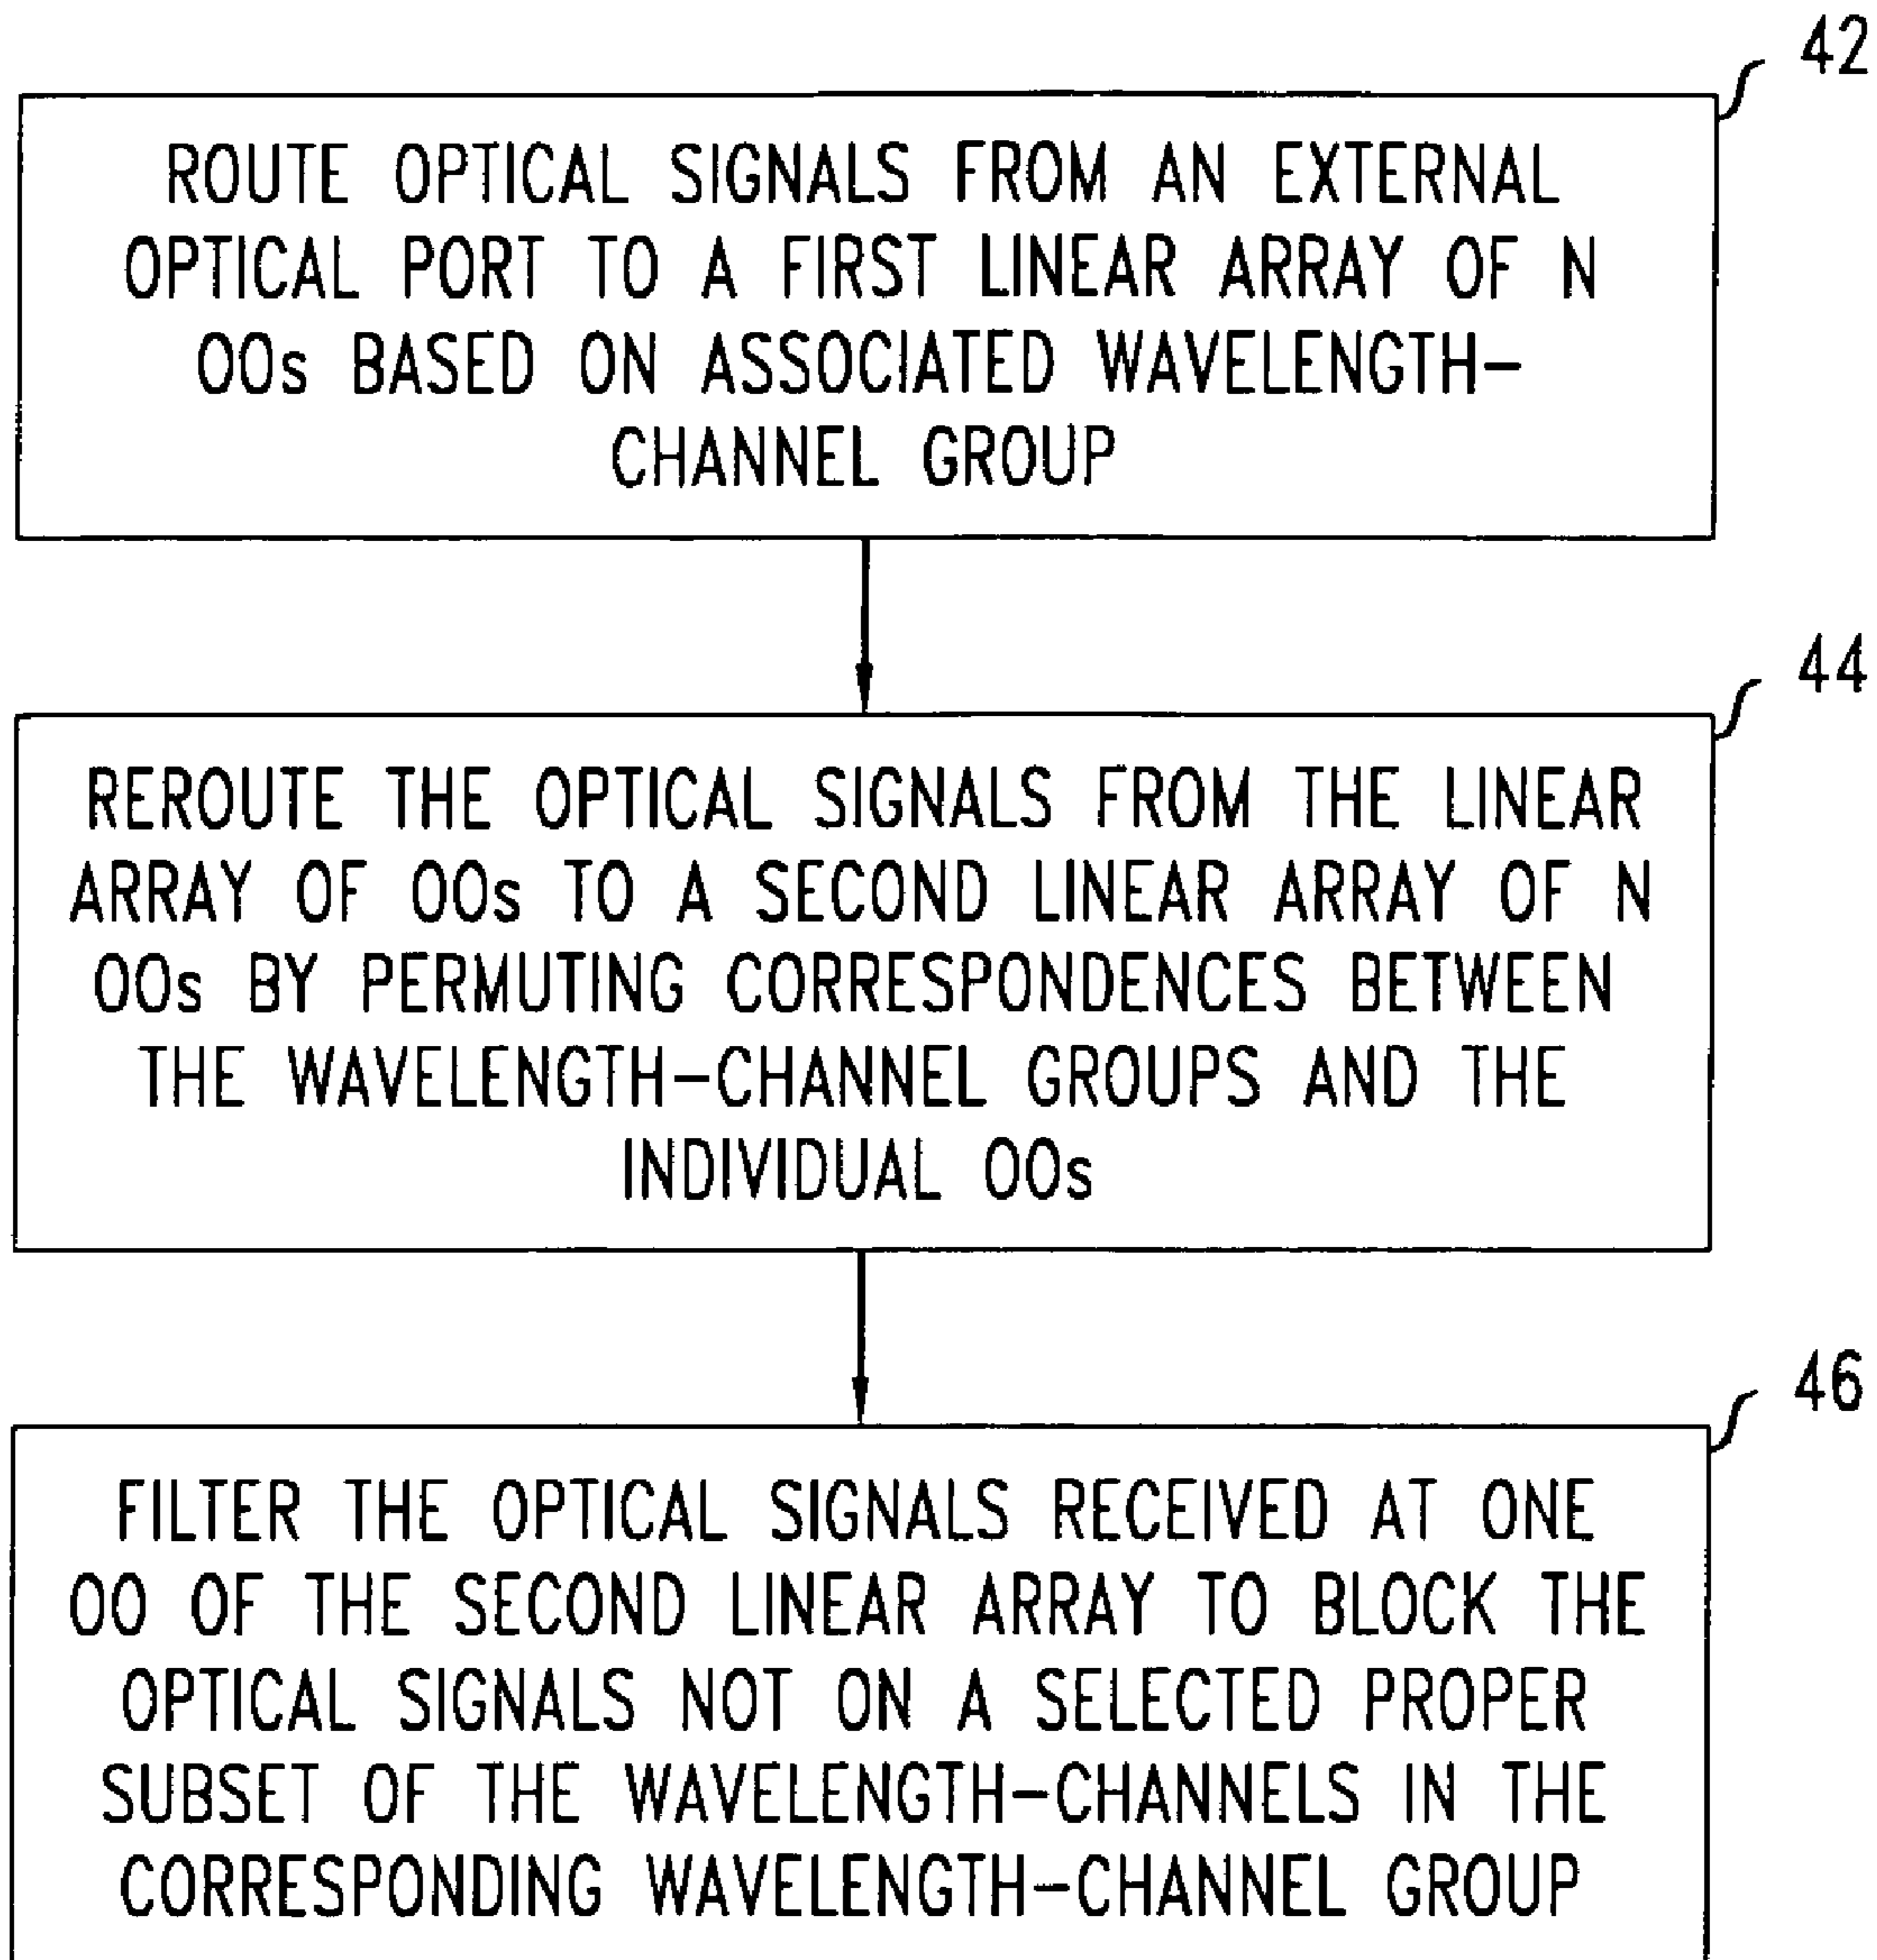 42
ROUTE OPTICAL SIGNALS FROM AN EXTERNAL
OPTICAL PORT TO A FIRST LINEAR ARRAY OF N
OOs BASED ON ASSOCIATED WAVELENGTH-
CHANNEL GROUP
44
REROUTE THE OPTICAL SIGNALS FROM THE LINEAR
ARRAY OF OOs TO A SECOND LINEAR ARRAY OF N
OOs BY PERMUTING CORRESPONDENCES BETWEEN
THE WAVELENGTH-CHANNEL GROUPS AND THE
INDIVIDUAL OOs
46
FILTER THE OPTICAL SIGNALS RECEIVED AT ONE
OO OF THE SECOND LINEAR ARRAY TO BLOCK THE
OPTICAL SIGNALS NOT ON A SELECTED PROPER
SUBSET OF THE WAVELENGTH-CHANNELS IN THE
CORRESPONDING WAVELENGTH-CHANNEL GROUP